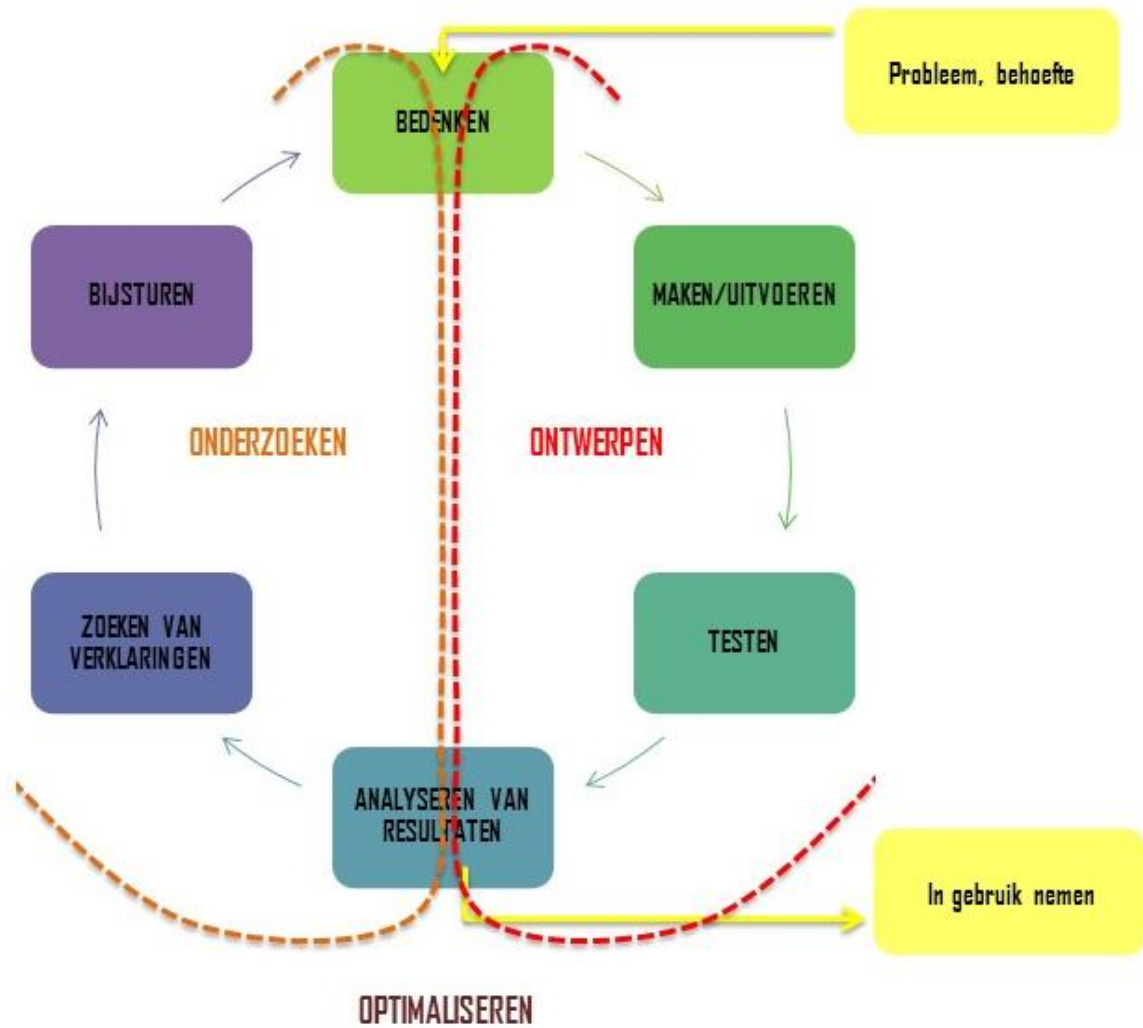 Probleem, behoefte
BEDENKEN
BIJSTUREN
MAKEN/UITVOEREN
ONDERZOEKEN
ONTWERPEN
ZOEKEN VAN
VERKLARINGEN
TESTEN
ANALYSEREN VAN
RESULTATEN
In gebruik nemen
OPTIMALISEREN